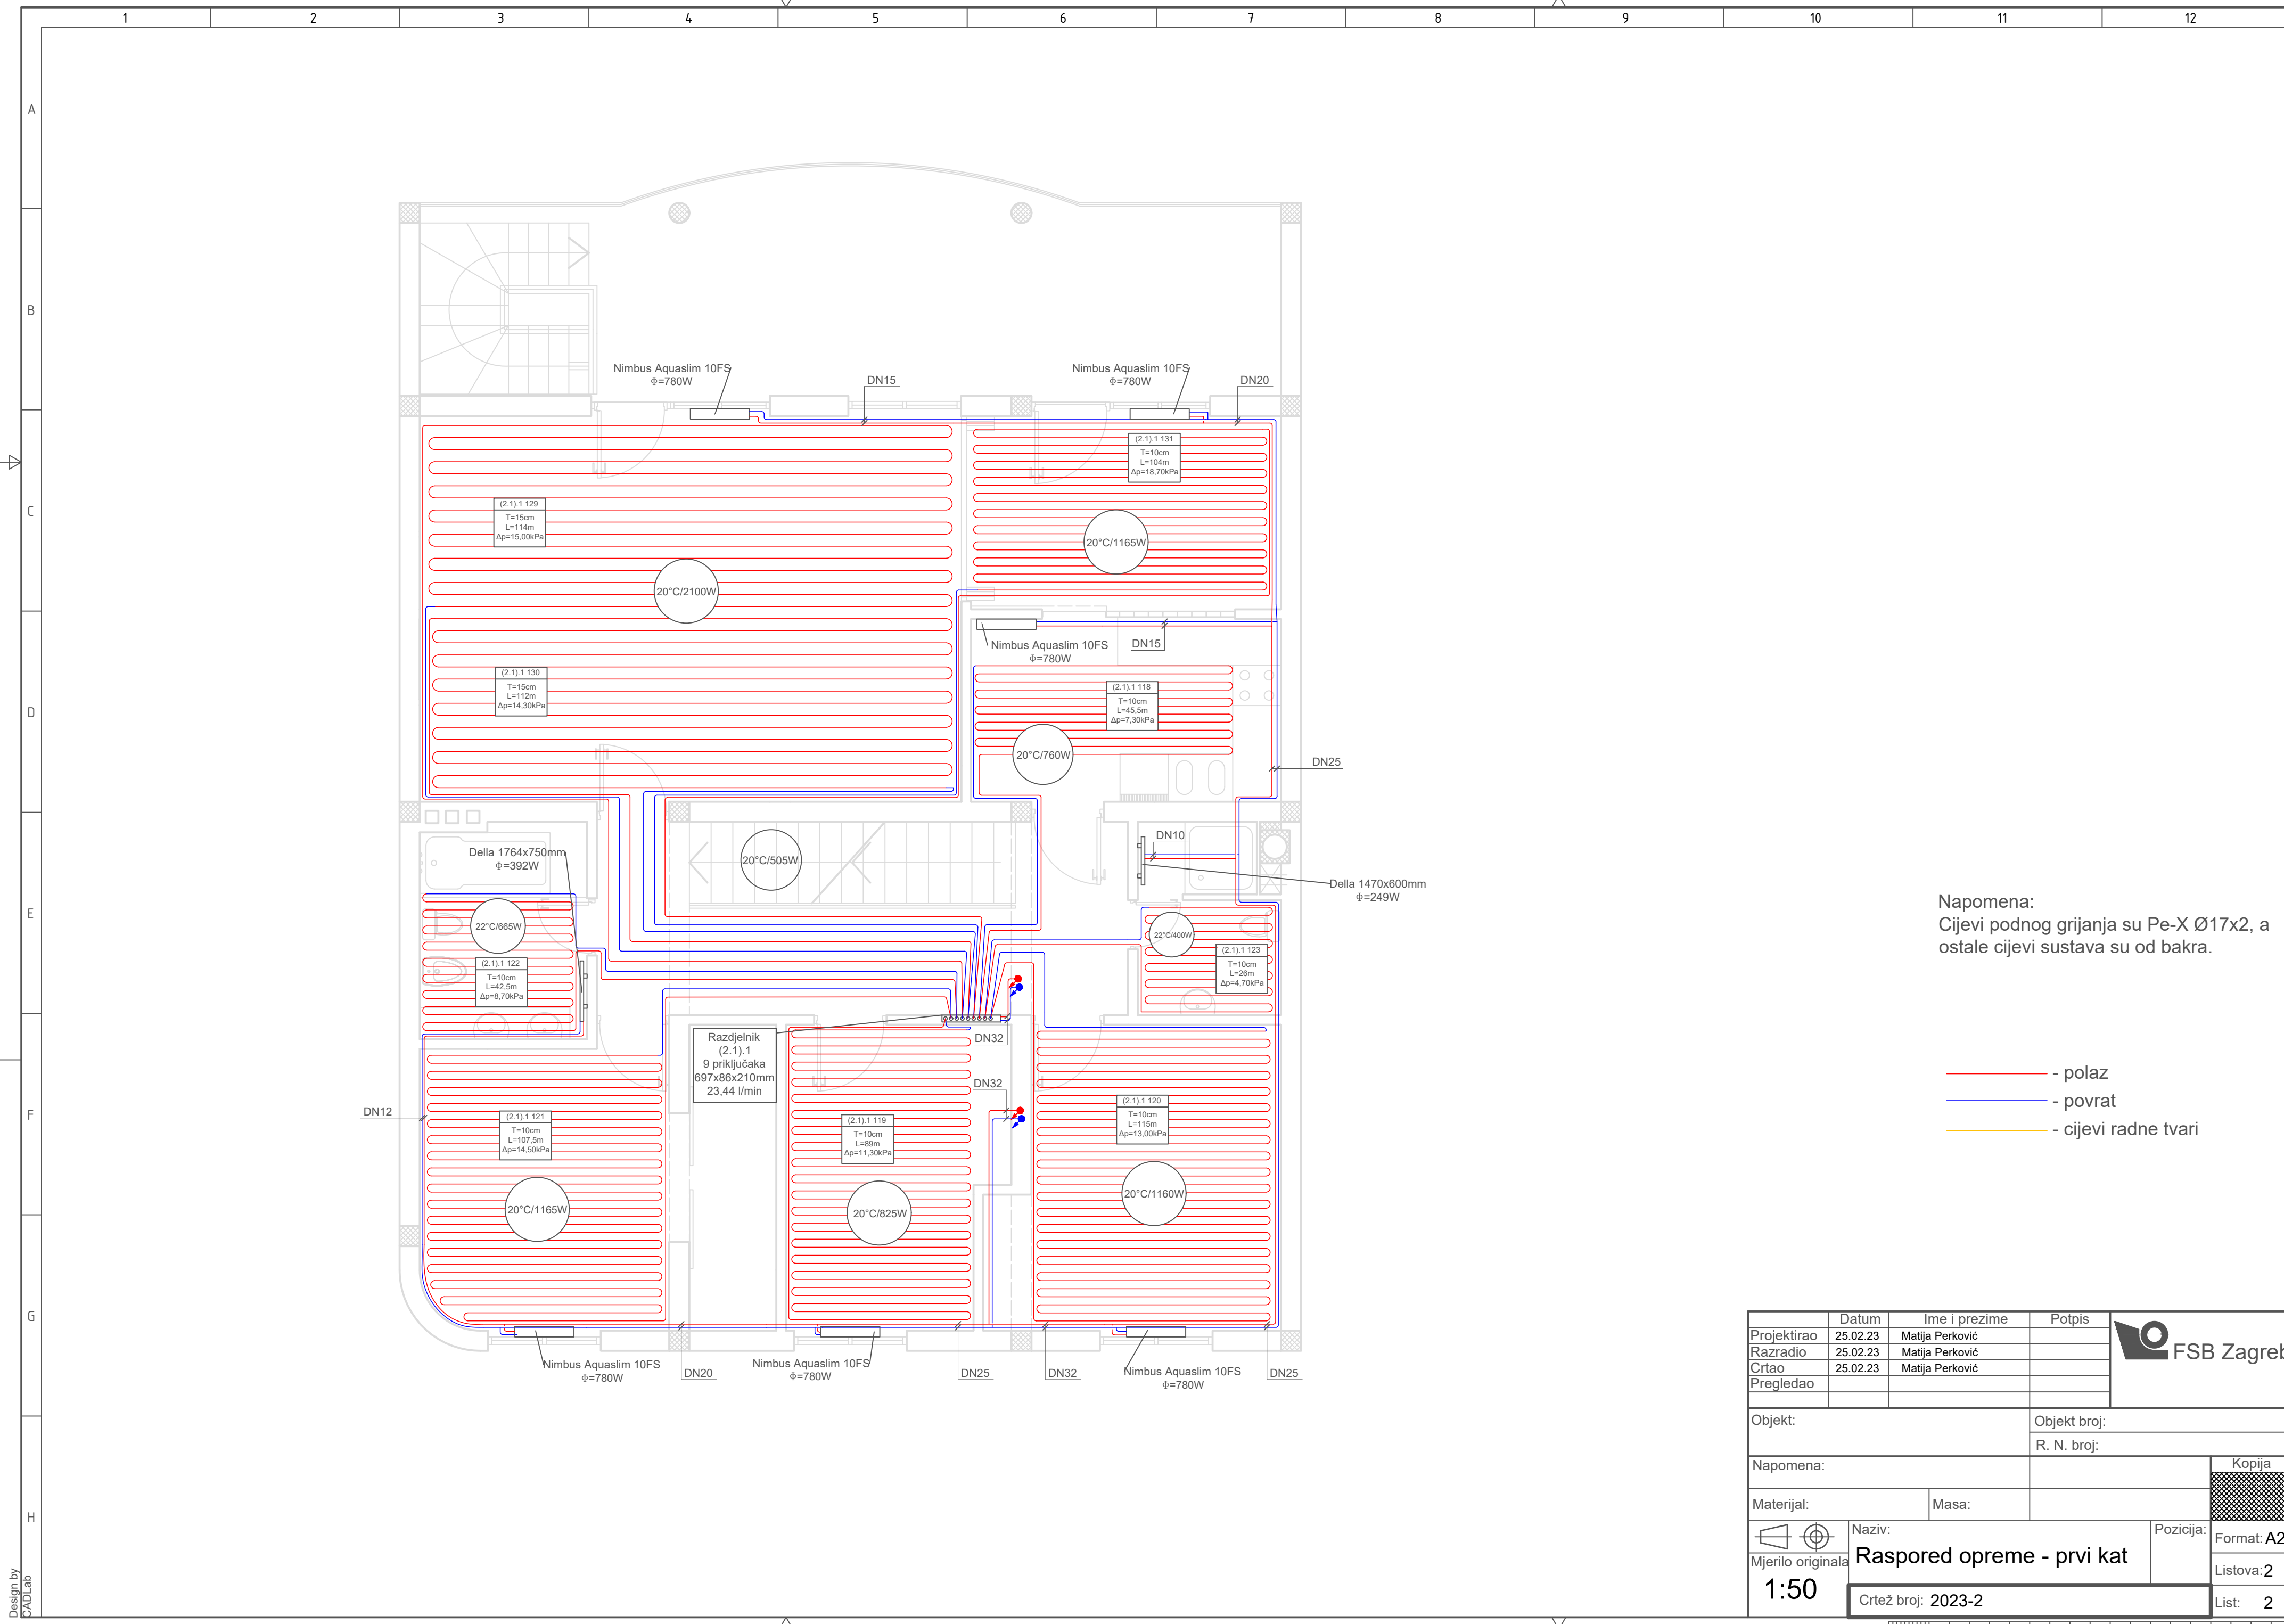 1 2 3 4 5 6 7 8 9 10 11 12
A
B
C
D
E
F
G
H
Nimbus Aquaslim 10FS
Φ=780W
DN15
Nimbus Aquaslim 10FS
Φ=780W
DN20
(2.1).1 131
T=10cm
L=104m
Δp=18,70kPa
20°C/1165W
(2.1).1 129
T=15cm
L=114m
Δp=15,00kPa
20°C/2100W
Nimbus Aquaslim 10FS
Φ=780W
DN15
(2.1).1 130
T=15cm
L=112m
Δp=14,30kPa
(2.1).1 118
T=10cm
L=45,5m
Δp=7,30kPa
20°C/760W
DN25
Della 1764x750mm
Φ=392W
20°C/505W
DN10
Della 1470x600mm
Φ=249W
22°C/665W
(2.1).1 122
T=10cm
L=42,5m
Δp=8,70kPa
22°C/400W
(2.1).1 123
T=10cm
L=26m
Δp=4,70kPa
Razdjelnik
(2.1).1
9 priključaka
697x86x210mm
23,44 l/min
DN32
DN32
DN12
(2.1).1 121
T=10cm
L=107,5m
Δp=14,50kPa
20°C/1165W
(2.1).1 119
T=10cm
L=89m
Δp=11,30kPa
20°C/825W
(2.1).1 120
T=10cm
L=115m
Δp=13,00kPa
20°C/1160W
Nimbus Aquaslim 10FS
Φ=780W
DN20
Nimbus Aquaslim 10FS
Φ=780W
DN25
DN32
Nimbus Aquaslim 10FS
Φ=780W
DN25
Napomena:
Cijevi podnog grijanja su Pe-X Ø17x2, a
ostale cijevi sustava su od bakra.
- polaz
- povrat
- cijevi radne tvari
Datum Ime i prezime Potpis
Projektirao 25.02.23 Matija Perković
Razradio 25.02.23 Matija Perković
Crtao 25.02.23 Matija Perković
Pregledao
FSB Zagreb
Objekt:
Objekt broj:
R. N. broj:
Napomena:
Kopija
Materijal:
Masa:
Naziv:
Raspored opreme - prvi kat
Pozicija:
Format: A2
Mjerilo originala
1:50
Listova: 2
Crtež broj: 2023-2
List: 2
Design by
CADLab